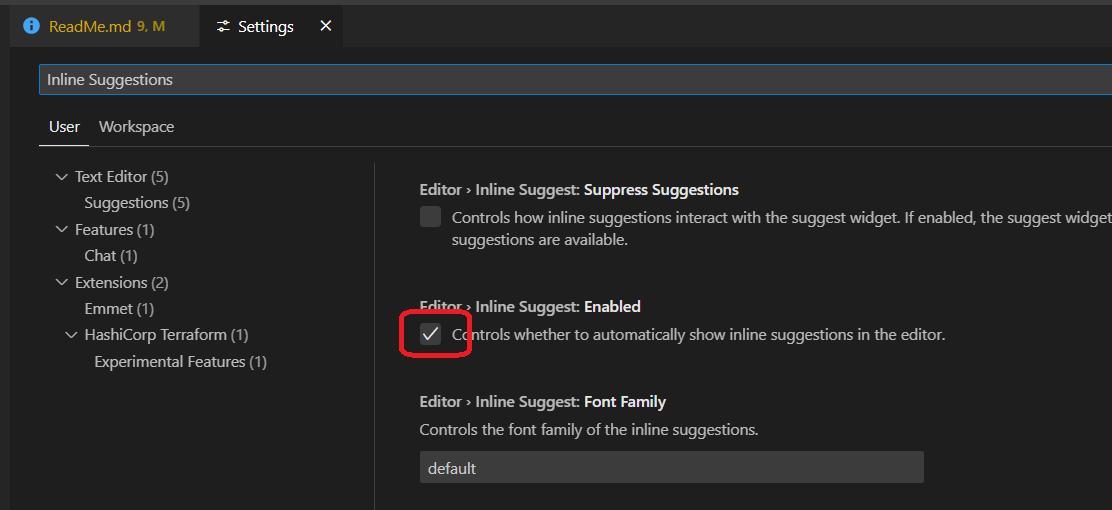 ReadMe.md 9, M
Settings
Inline Suggestions
User Workspace
Text Editor (5)
Suggestions (5)
Features (1)
Chat (1)
Extensions (2)
Emmet (1)
HashiCorp Terraform (1)
Experimental Features (1)
Editor › Inline Suggest: Suppress Suggestions
Controls how inline suggestions interact with the suggest widget. If enabled, the suggest widget
suggestions are available.
Editor › Inline Suggest: Enabled
Controls whether to automatically show inline suggestions in the editor.
Editor › Inline Suggest: Font Family
Controls the font family of the inline suggestions.
default